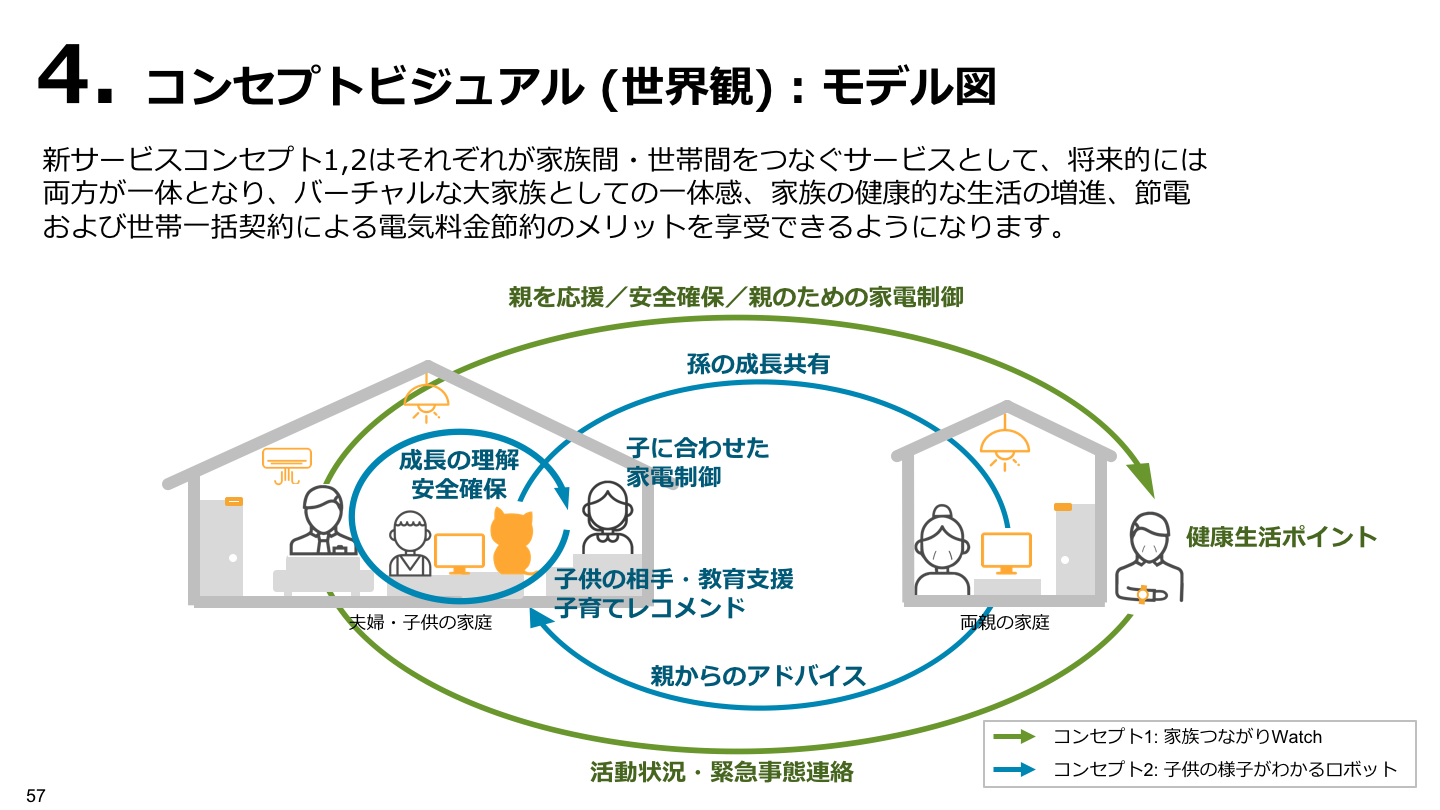 4. コンセプトビジュアル (世界観) : モデル図
新サービスコンセプト1,2はそれぞれが家族間・世帯間をつなぐサービスとして、将来的には
両方が一体となり、バーチャルな大家族としての一体感、家族の健康的な生活の増進、節電
および世帯一括契約による電気料金節約のメリットを享受できるようになります。
親を応援／安全確保／親のための家電制御
孫の成長共有
子に合わせた
家電制御
成長の理解
安全確保
健康生活ポイント
子供の相手・教育支援
子育てレコメンド
夫婦・子供の家庭
両親の家庭
親からのアドバイス
活動状況・緊急事態連絡
コンセプト1: 家族つながりWatch
コンセプト2: 子供の様子がわかるロボット
57